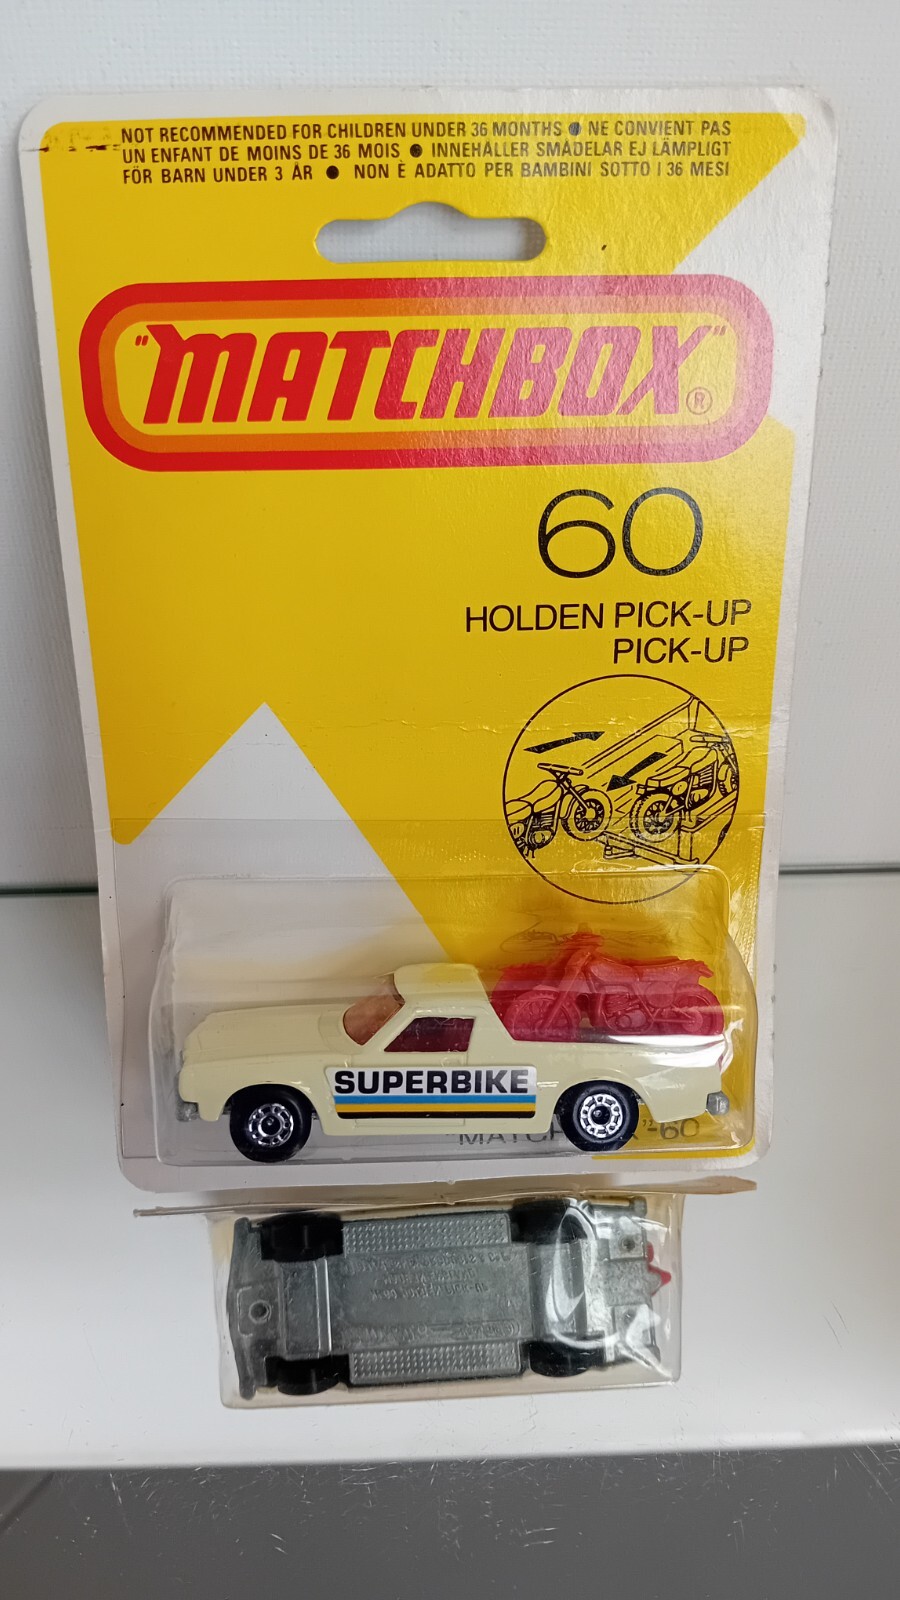 NOT RECOMMENDED FOR CHILDREN UNDER 36 MONTHS ● NE CONVIENT PAS
UN ENFANT DE MOINS DE 36 MOIS ● INNEHALLER SMÅDELAR EJ LÄMPLIGT
FÖR BARN UNDER 3 ÅR ● NON È ADATTO PER BAMBINI SOTTO I 36 MESI
"MATCHBOX"®
60
HOLDEN PICK-UP
PICK-UP
SUPERBIKE